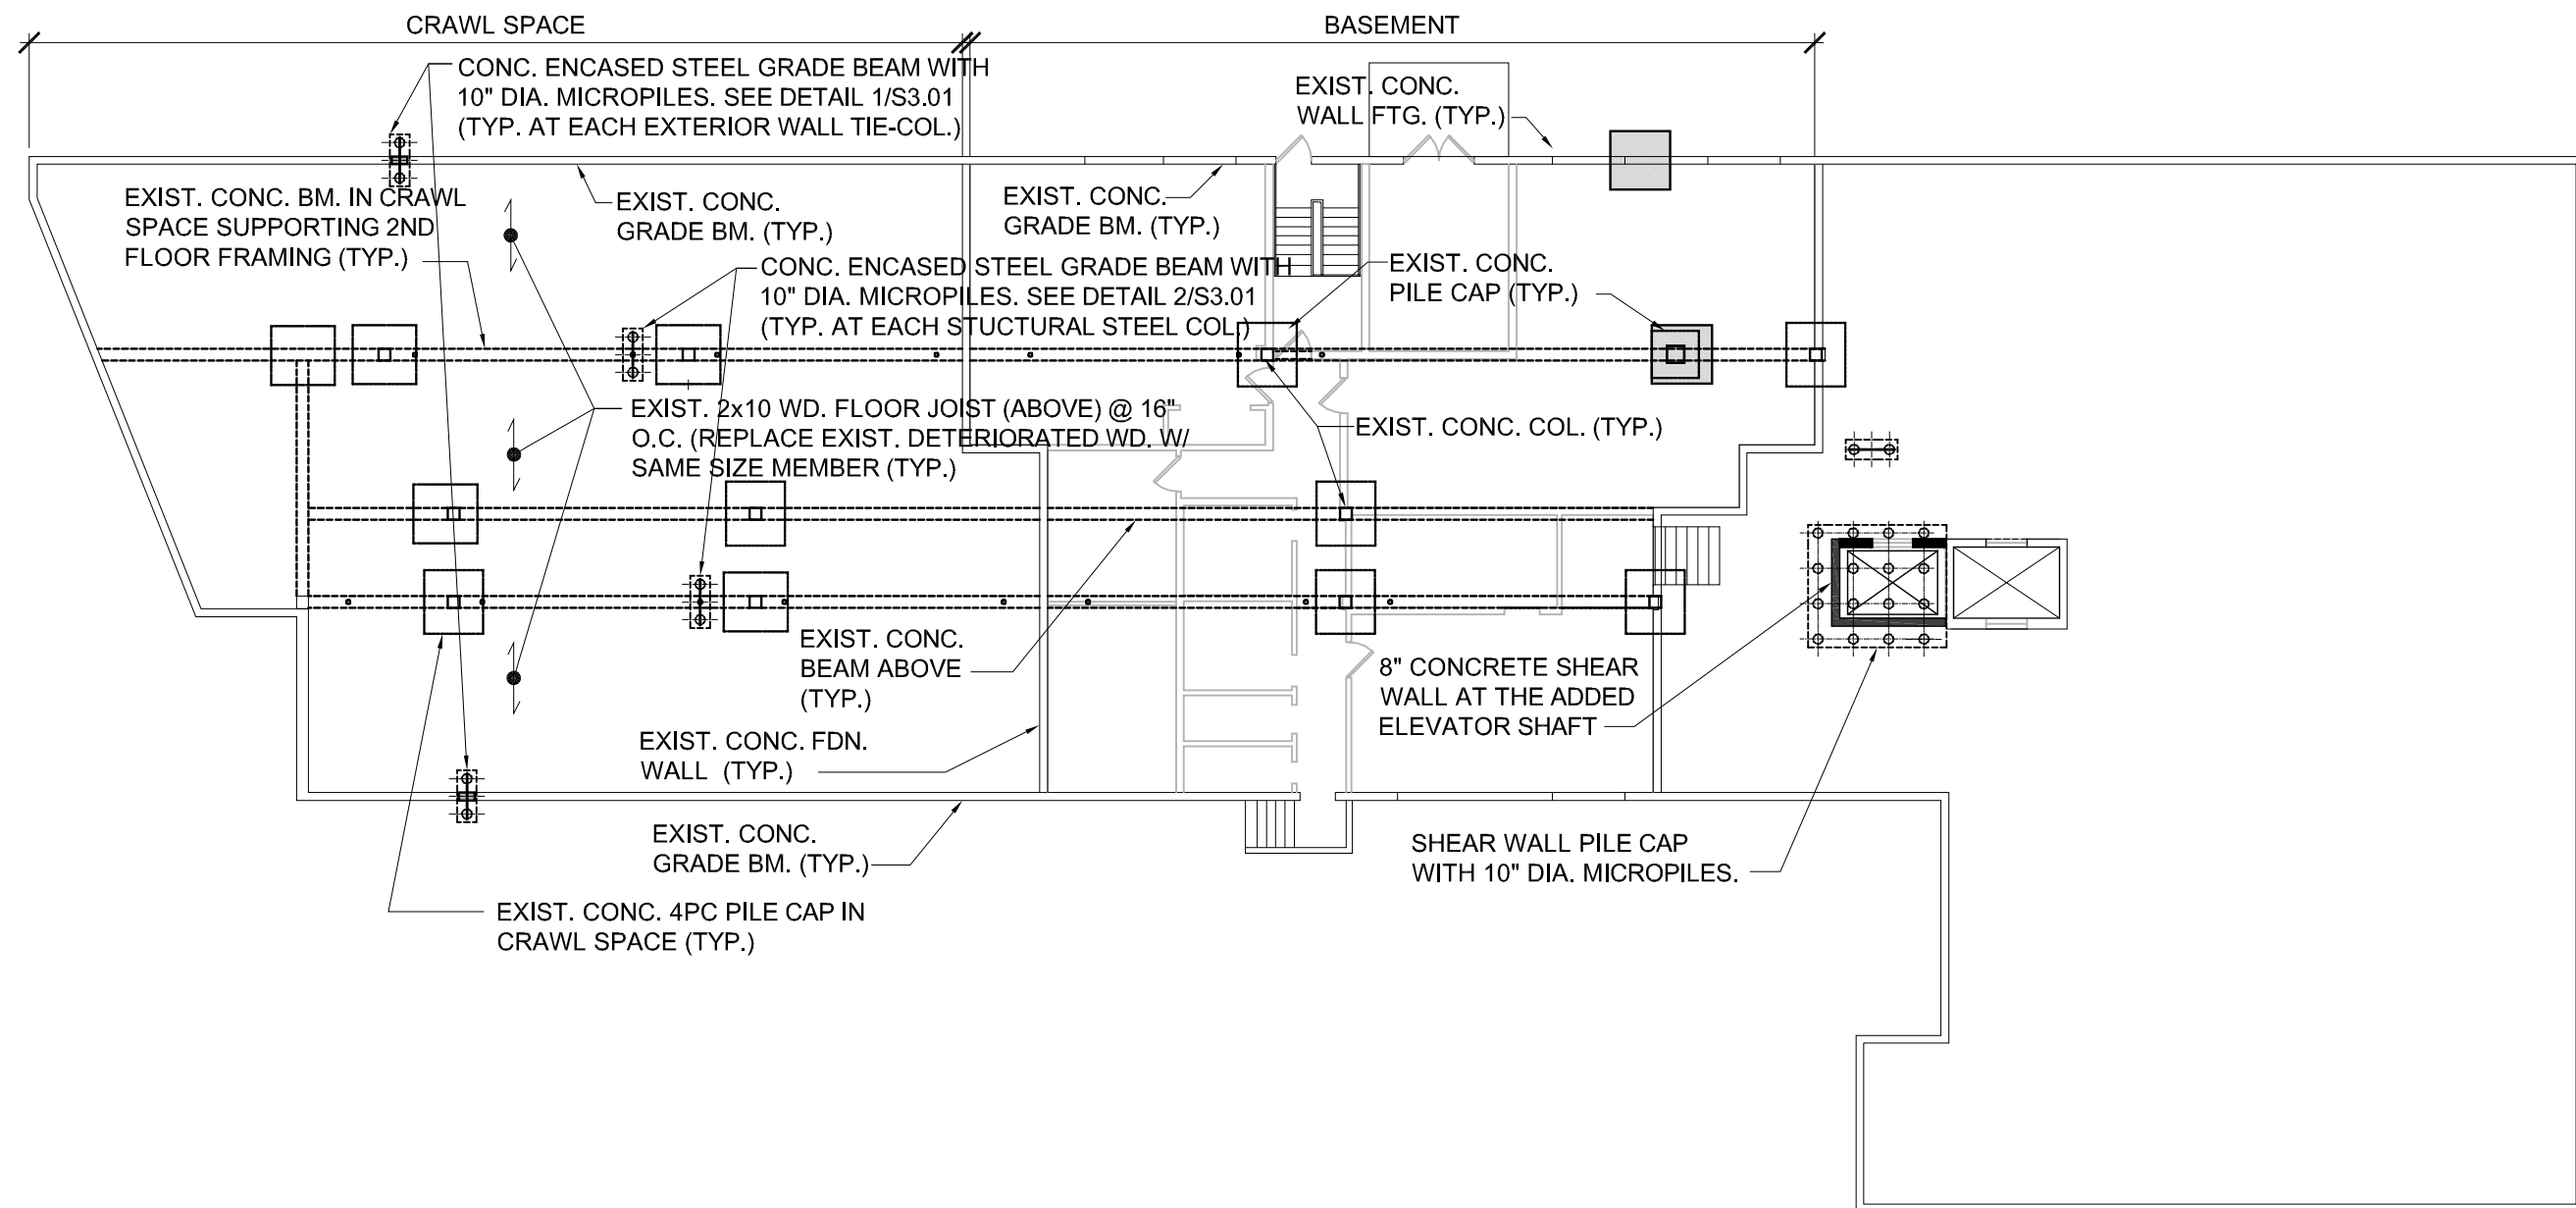 CRAWL SPACE
BASEMENT
CONC. ENCASED STEEL GRADE BEAM WITH
10" DIA. MICROPILES. SEE DETAIL 1/S3.01
(TYP. AT EACH EXTERIOR WALL TIE-COL.)
EXIST. CONC.
WALL FTG. (TYP.)
EXIST. CONC. BM. IN CRAWL
SPACE SUPPORTING 2ND
FLOOR FRAMING (TYP.)
EXIST. CONC.
GRADE BM. (TYP.)
EXIST. CONC.
GRADE BM. (TYP.)
CONC. ENCASED STEEL GRADE BEAM WITH
10" DIA. MICROPILES. SEE DETAIL 2/S3.01
(TYP. AT EACH STUCTURAL STEEL COL.)
EXIST. CONC.
PILE CAP (TYP.)
EXIST. 2x10 WD. FLOOR JOIST (ABOVE) @ 16"
O.C. (REPLACE EXIST. DETERIORATED WD. W/
SAME SIZE MEMBER (TYP.)
EXIST. CONC. COL. (TYP.)
EXIST. CONC.
BEAM ABOVE
(TYP.)
8" CONCRETE SHEAR
WALL AT THE ADDED
ELEVATOR SHAFT
EXIST. CONC. FDN.
WALL (TYP.)
EXIST. CONC.
GRADE BM. (TYP.)
SHEAR WALL PILE CAP
WITH 10" DIA. MICROPILES.
EXIST. CONC. 4PC PILE CAP IN
CRAWL SPACE (TYP.)